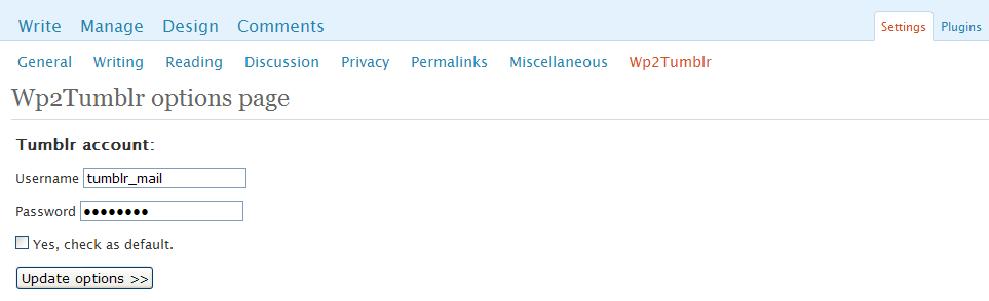 Write Manage Design Comments Settings Plugins
General Writing Reading Discussion Privacy Permalinks Miscellaneous Wp2Tumblr
Wp2Tumblr options page
Tumblr account:
Username tumblr_mail
Password ●●●●●●●●
Yes, check as default.
Update options >>